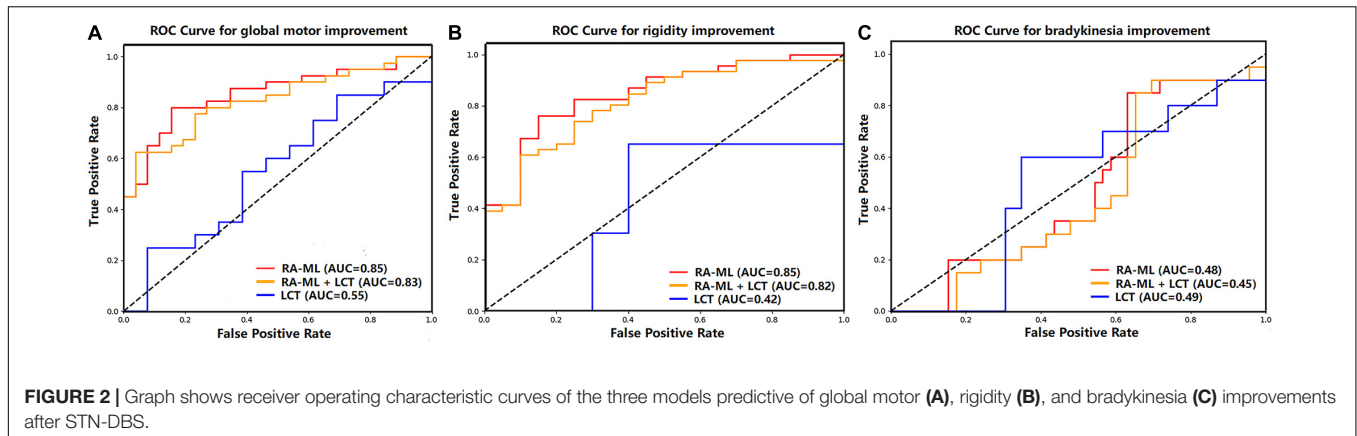 A
ROC Curve for global motor improvement
True Positive Rate
1.0
0.8
0.6
0.4
0.2
0.0
0.0 0.2 0.4 0.6 0.8 1.0
False Positive Rate
RA-ML (AUC=0.85)
RA-ML + LCT (AUC=0.83)
LCT (AUC=0.55)
B
ROC Curve for rigidity improvement
True Positive Rate
1.0
0.8
0.6
0.4
0.2
0.0
0.0 0.2 0.4 0.6 0.8 1.0
False Positive Rate
RA-ML (AUC=0.85)
RA-ML + LCT (AUC=0.82)
LCT (AUC=0.42)
C
ROC Curve for bradykinesia improvement
True Positive Rate
1.0
0.8
0.6
0.4
0.2
0.0
0.2 0.4 0.6 0.8 1.0
False Positive Rate
RA-ML (AUC=0.48)
RA-ML + LCT (AUC=0.45)
LCT (AUC=0.49)
FIGURE 2 | Graph shows receiver operating characteristic curves of the three models predictive of global motor (A), rigidity (B), and bradykinesia (C) improvements
after STN-DBS.